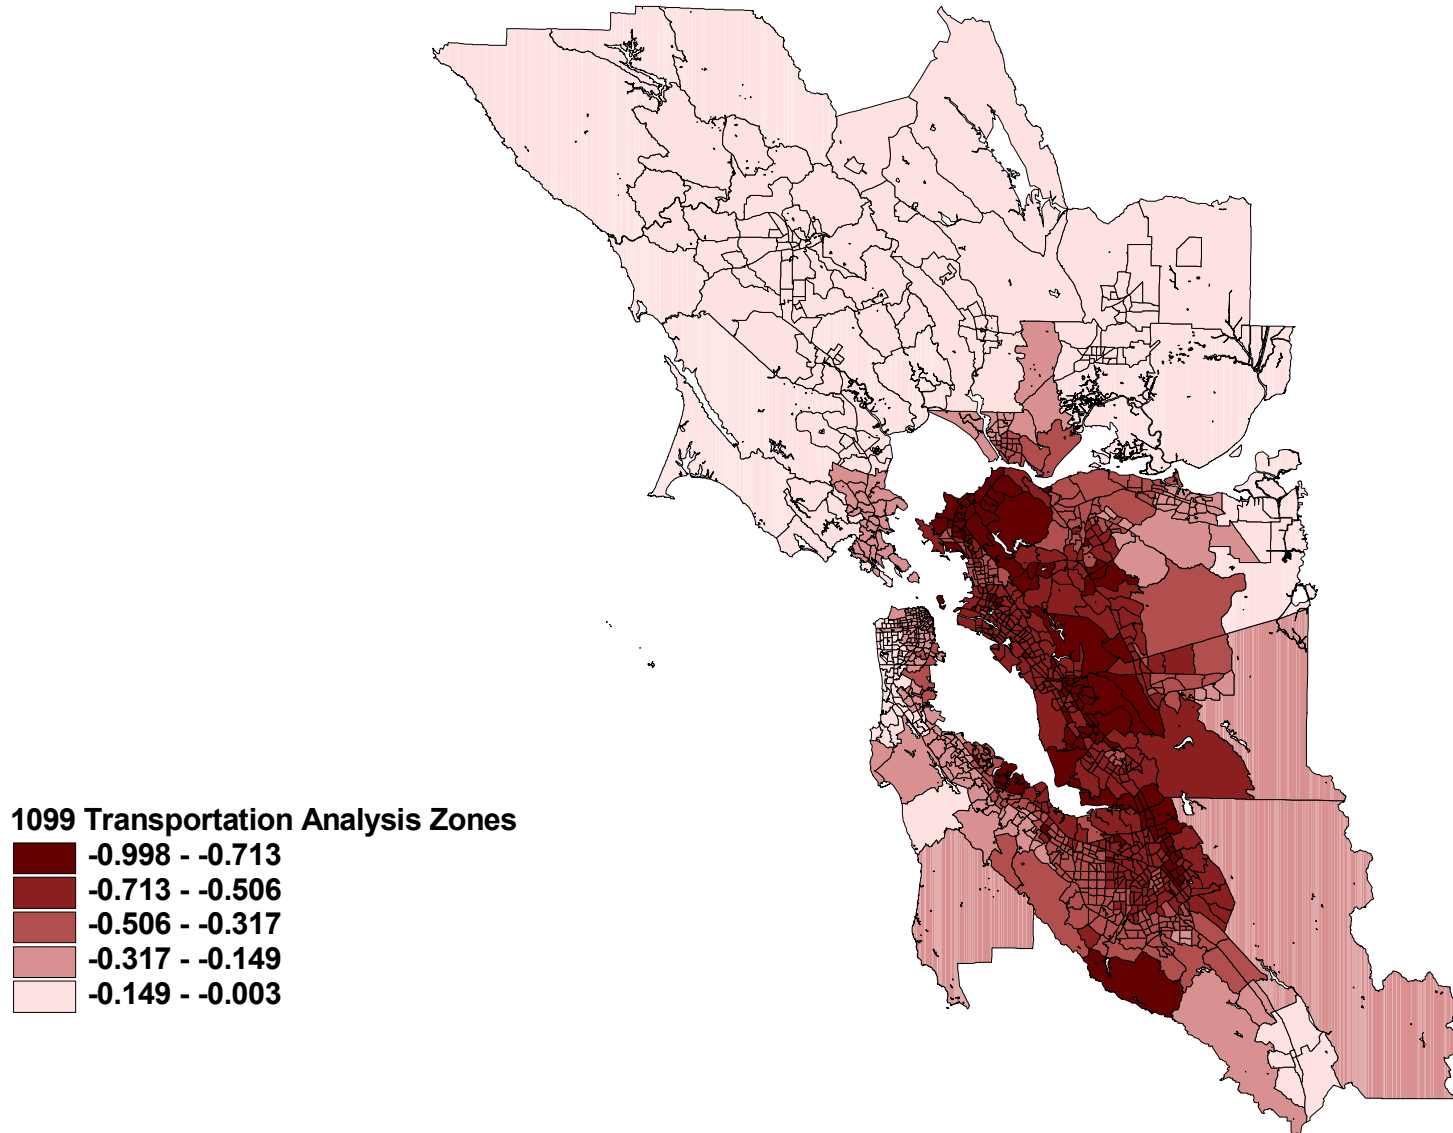 1099 Transportation Analysis Zones
-0.998 - -0.713
-0.713 - -0.506
-0.506 - -0.317
-0.317 - -0.149
-0.149 - -0.003